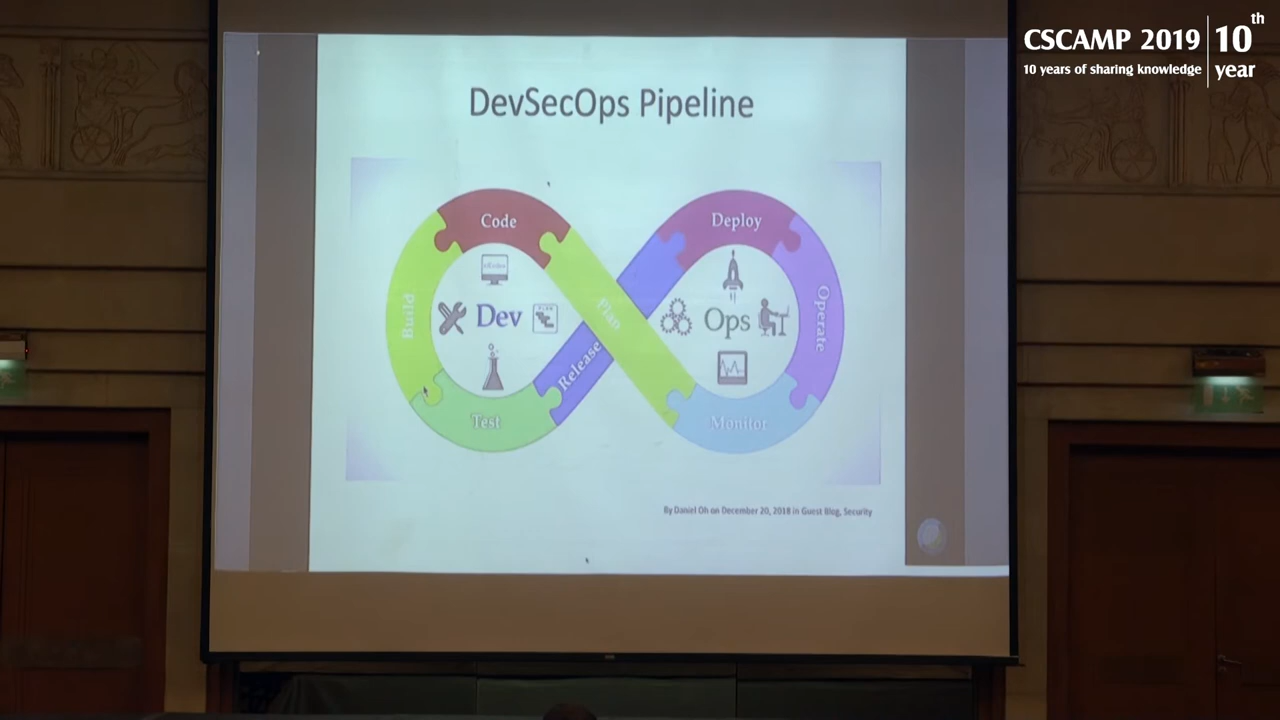 CSCAMP 2019
10 years of sharing knowledge
10th
year
DevSecOps Pipeline
Code
Deploy
Build
Dev
Plan
Ops
Operate
Release
Test
Monitor
By Daniel Oh on December 20, 2018 in Guest Blog, Security